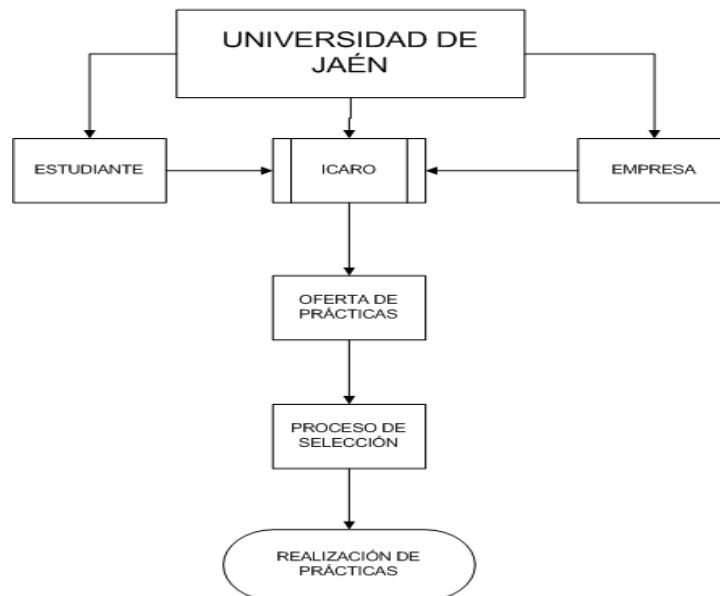 UNIVERSIDAD DE
JAÉN
ESTUDIANTE
ICARO
EMPRESA
OFERTA DE
PRÁCTICAS
PROCESO DE
SELECCIÓN
REALIZACIÓN DE
PRÁCTICAS